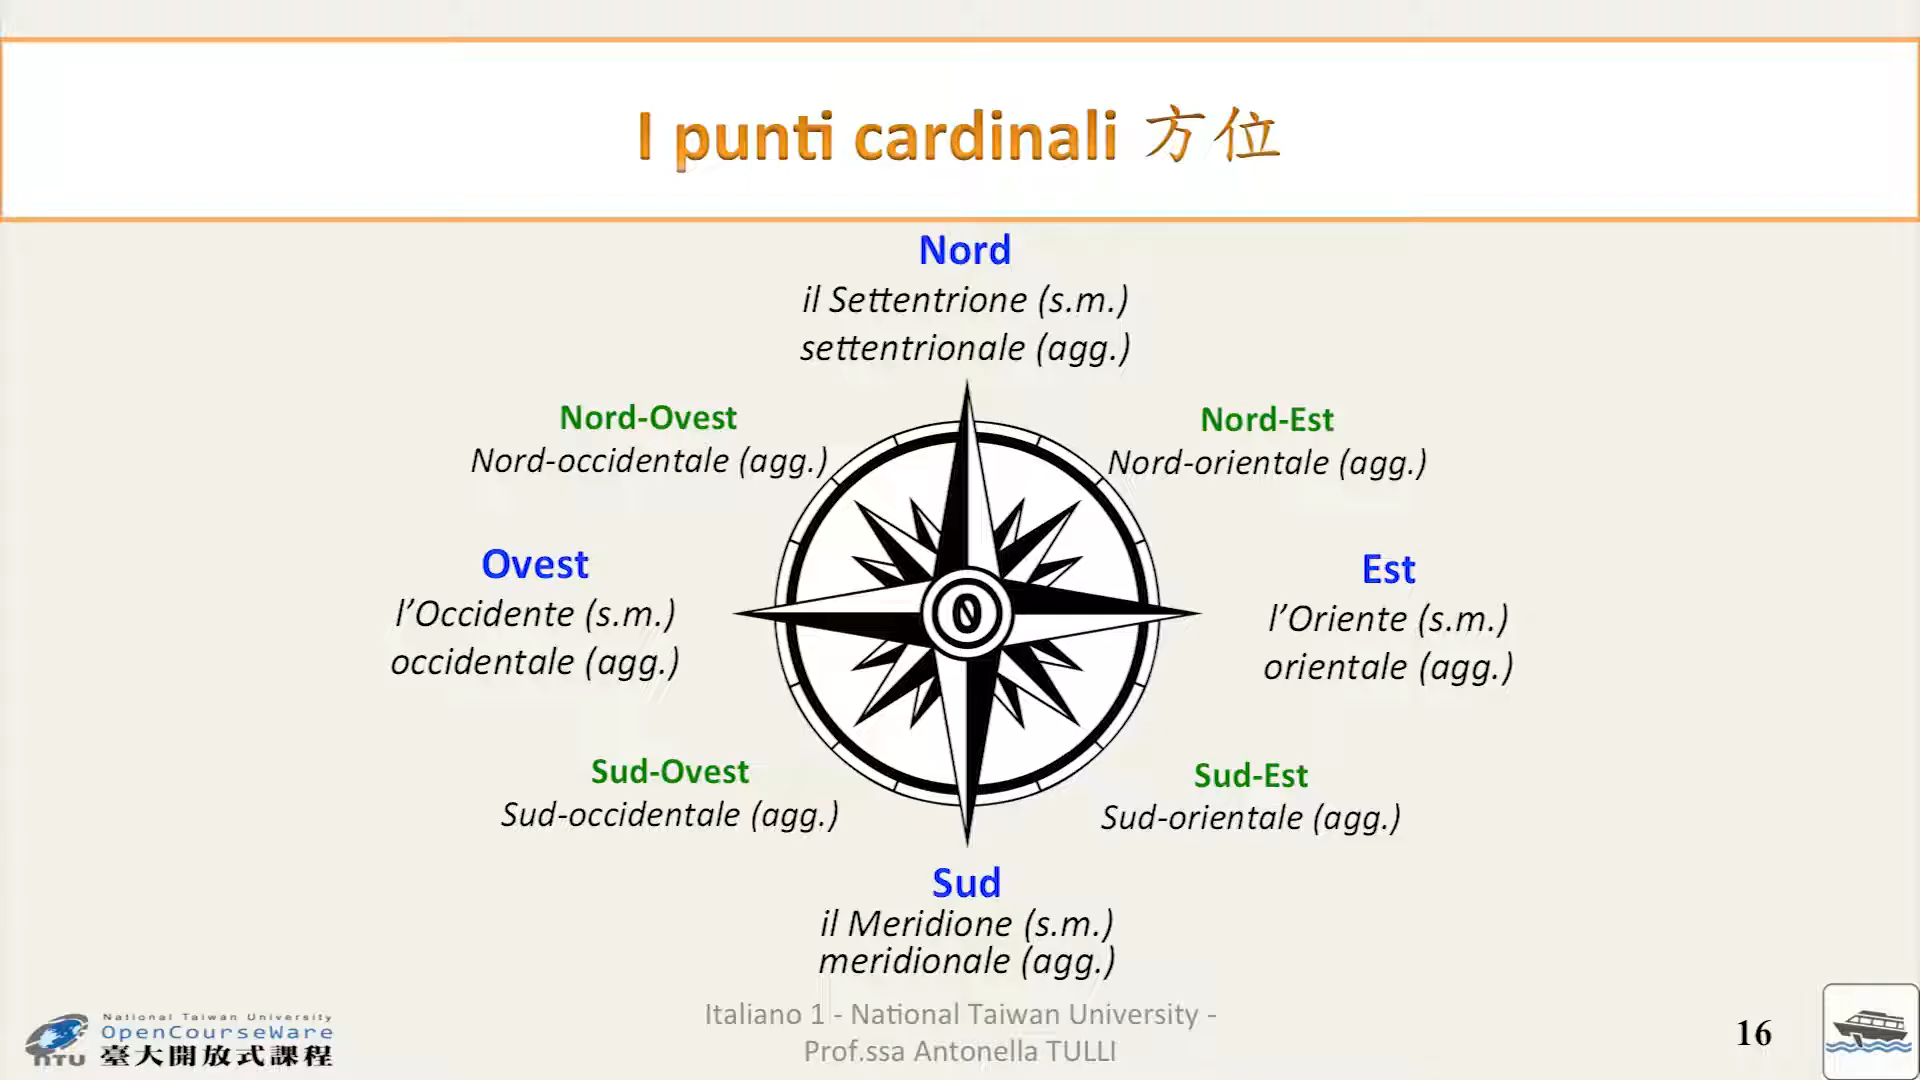 I punti cardinali 方位
Nord
il Settentrione (s.m.)
settentrionale (agg.)
Nord-Ovest
Nord-occidentale (agg.)
Nord-Est
Nord-orientale (agg.)
Ovest
l’Occidente (s.m.)
occidentale (agg.)
0
Est
l’Oriente (s.m.)
orientale (agg.)
Sud-Ovest
Sud-occidentale (agg.)
Sud-Est
Sud-orientale (agg.)
Sud
il Meridione (s.m.)
meridionale (agg.)
National Taiwan University
OpenCourseWare
NTU 臺大開放式課程
Italiano 1 - National Taiwan University -
Prof.ssa Antonella TULLI
16